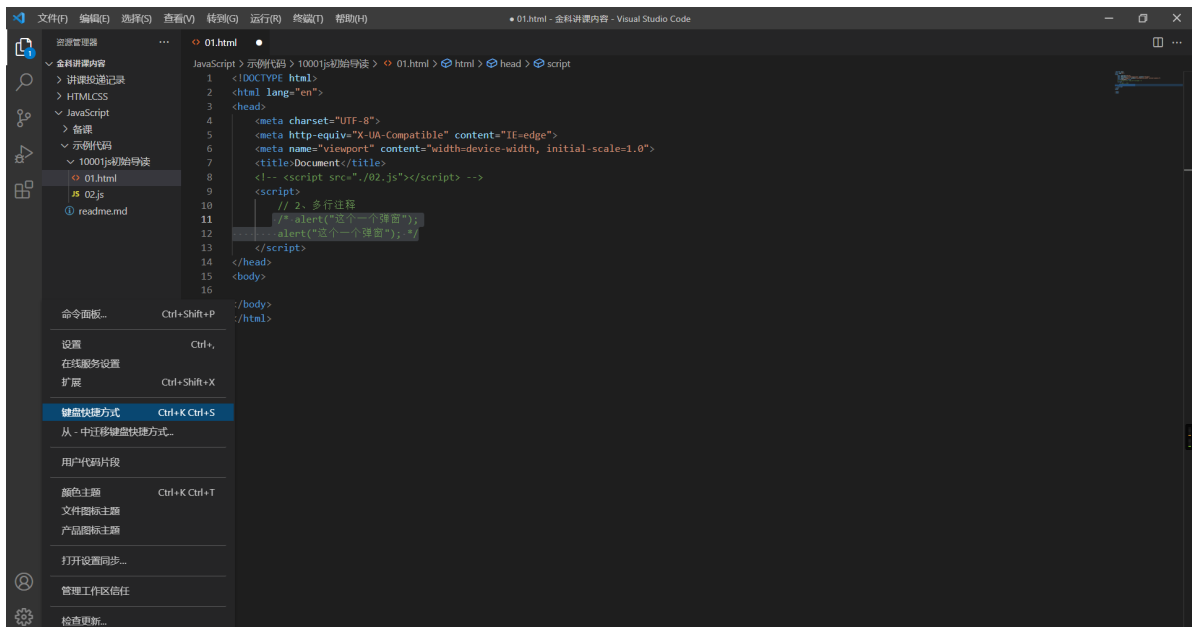 文件(F) 编辑(E) 选择(S) 查看(V) 转到(G) 运行(R) 终端(T) 帮助(H)
● 01.html - 金科讲课内容 - Visual Studio Code
资源管理器 ···
1
金科讲课内容
讲课投递记录
HTMLCSS
JavaScript
备课
示例代码
10001js初始导读
<> 01.html
JS 02.js
readme.md
<> 01.html ●
JavaScript > 示例代码 > 10001js初始导读 > <> 01.html > html > head > script
1 <!DOCTYPE html>
2 <html lang="en">
3 <head>
4 <meta charset="UTF-8">
5 <meta http-equiv="X-UA-Compatible" content="IE=edge">
6 <meta name="viewport" content="width=device-width, initial-scale=1.0">
7 <title>Document</title>
8 <!-- <script src="./02.js"></script> -->
9 <script>
10 // 2、多行注释
11 /* alert("这个一个弹窗");
12 alert("这个一个弹窗"); */
13 </script>
14 </head>
15 <body>
16
/body>
/html>
命令面板... Ctrl+Shift+P
设置 Ctrl+,
在线服务设置
扩展 Ctrl+Shift+X
键盘快捷方式 Ctrl+K Ctrl+S
从 - 中迁移键盘快捷方式...
用户代码片段
颜色主题 Ctrl+K Ctrl+T
文件图标主题
产品图标主题
打开设置同步...
管理工作区信任
检查更新...